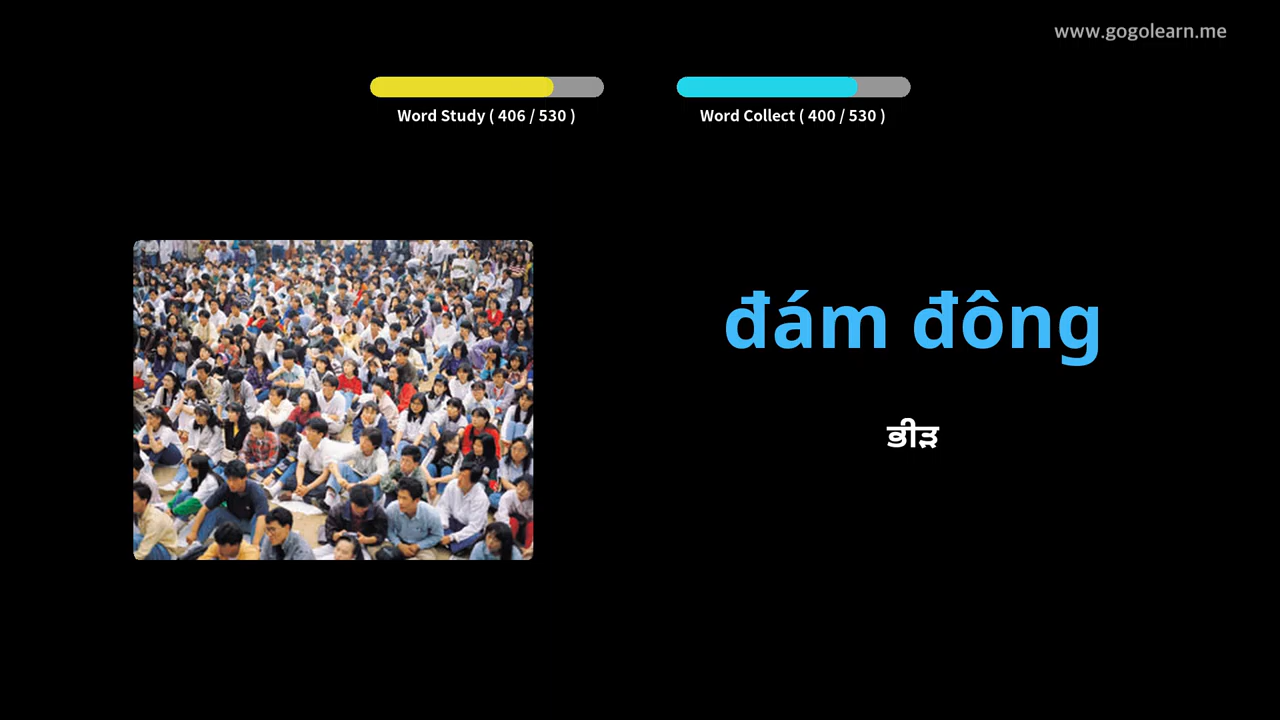 www.gogolearn.me
Word Study ( 406 / 530 )
Word Collect ( 400 / 530 )
đám đông
भीड़